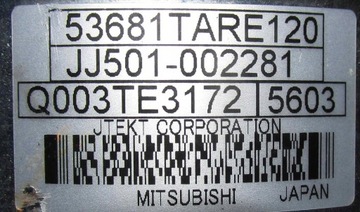 53681TARE120
JJ501-002281
Q003TE3172 5603
JTEKT CORPORATION
MITSUBISHI JAPAN